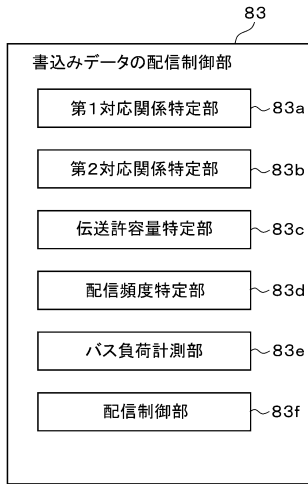 83
書込みデータの配信制御部
第1対応関係特定部 83a
第2対応関係特定部 83b
伝送許容量特定部 83c
配信頻度特定部 83d
バス負荷計測部 83e
配信制御部 83f